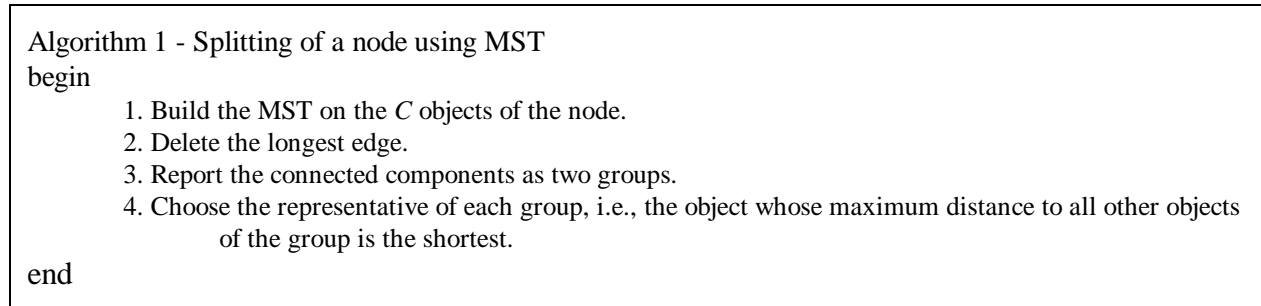 Algorithm 1 - Splitting of a node using MST
begin
1. Build the MST on the C objects of the node.
2. Delete the longest edge.
3. Report the connected components as two groups.
4. Choose the representative of each group, i.e., the object whose maximum distance to all other objects
of the group is the shortest.
end